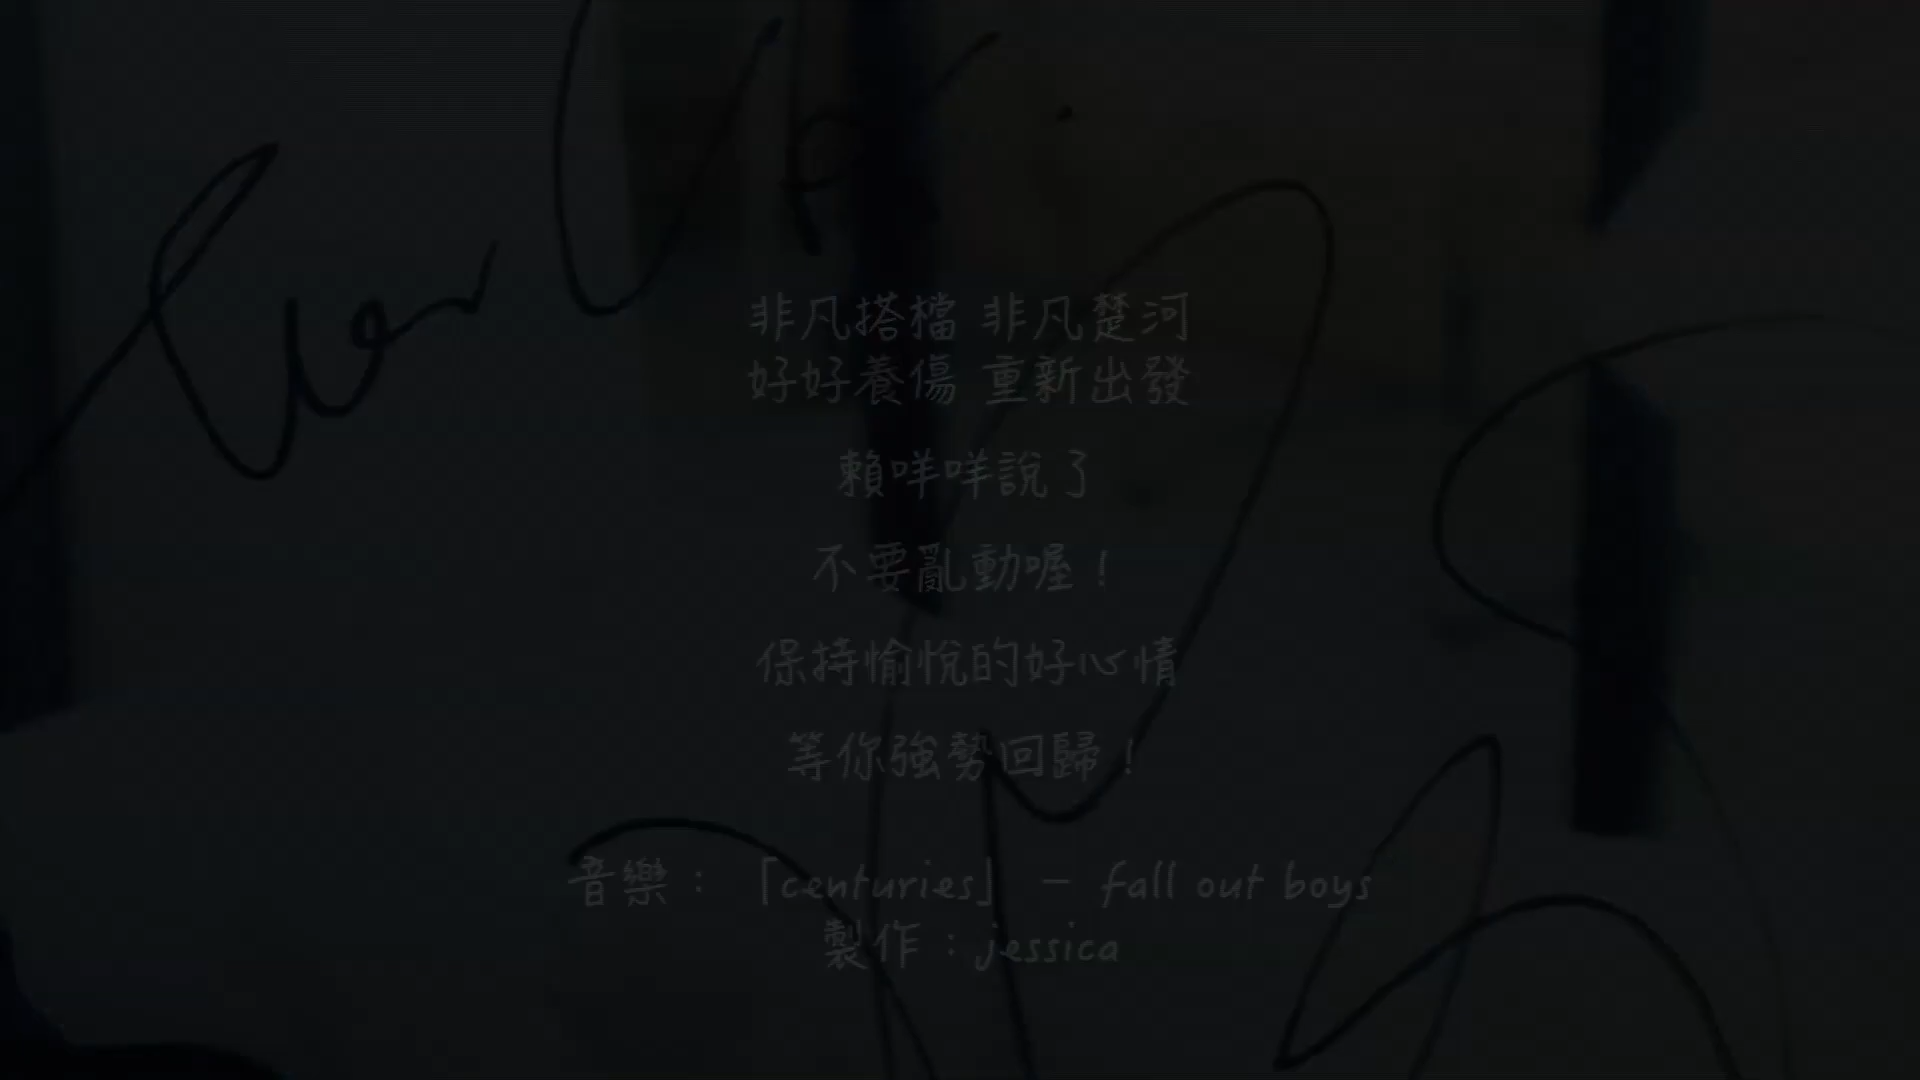 非凡搭檔 非凡楚河
好好養傷 重新出發
賴咩咩說了
不要亂動喔！
保持愉悅的好心情
等你強勢回歸！
音樂：「centuries」 - fall out boys
製作：jessica